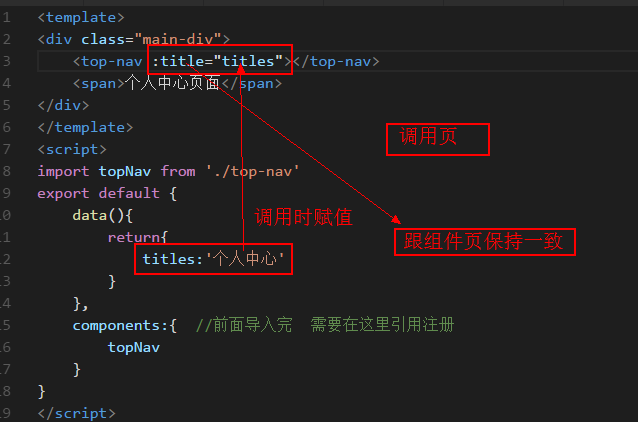 1 <template>
2 <div class="main-div">
3 <top-nav :title="titles"></top-nav>
4 <span>个人中心页面</span>
5 </div>
6 </template>
调用页
7 <script>
8 import topNav from './top-nav'
9 export default {
10 data(){
调用时赋值
11 return{
跟组件页保持一致
12 titles:'个人中心'
13 }
14 },
15 components:{ //前面导入完 需要在这里引用注册
16 topNav
17 }
18 }
19 </script>